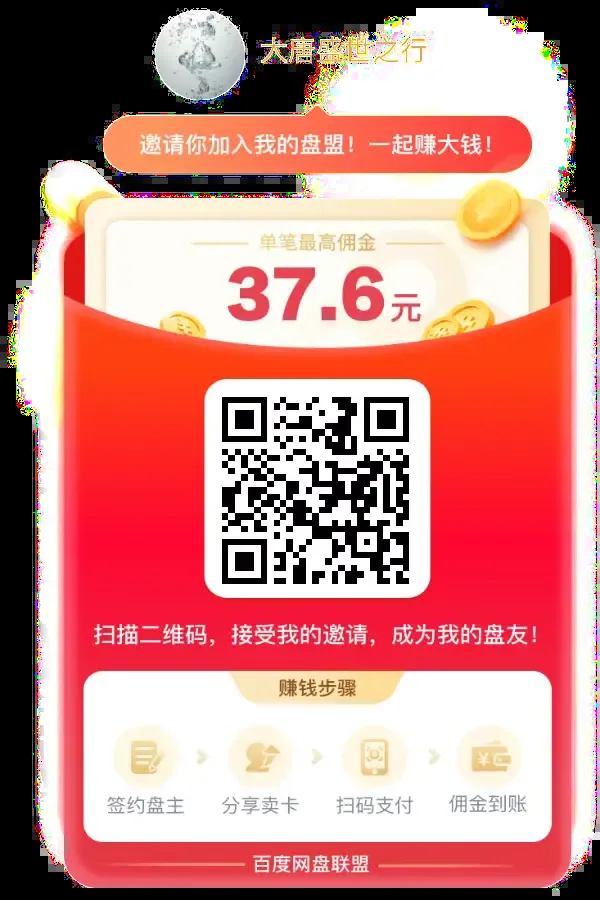 大唐盛世之行
邀请你加入我的盘盟！一起赚大钱！
单笔最高佣金
37.6元
扫描二维码，接受我的邀请，成为我的盘友！
赚钱步骤
签约盘主
分享卖卡
扫码支付
佣金到账
百度网盘联盟